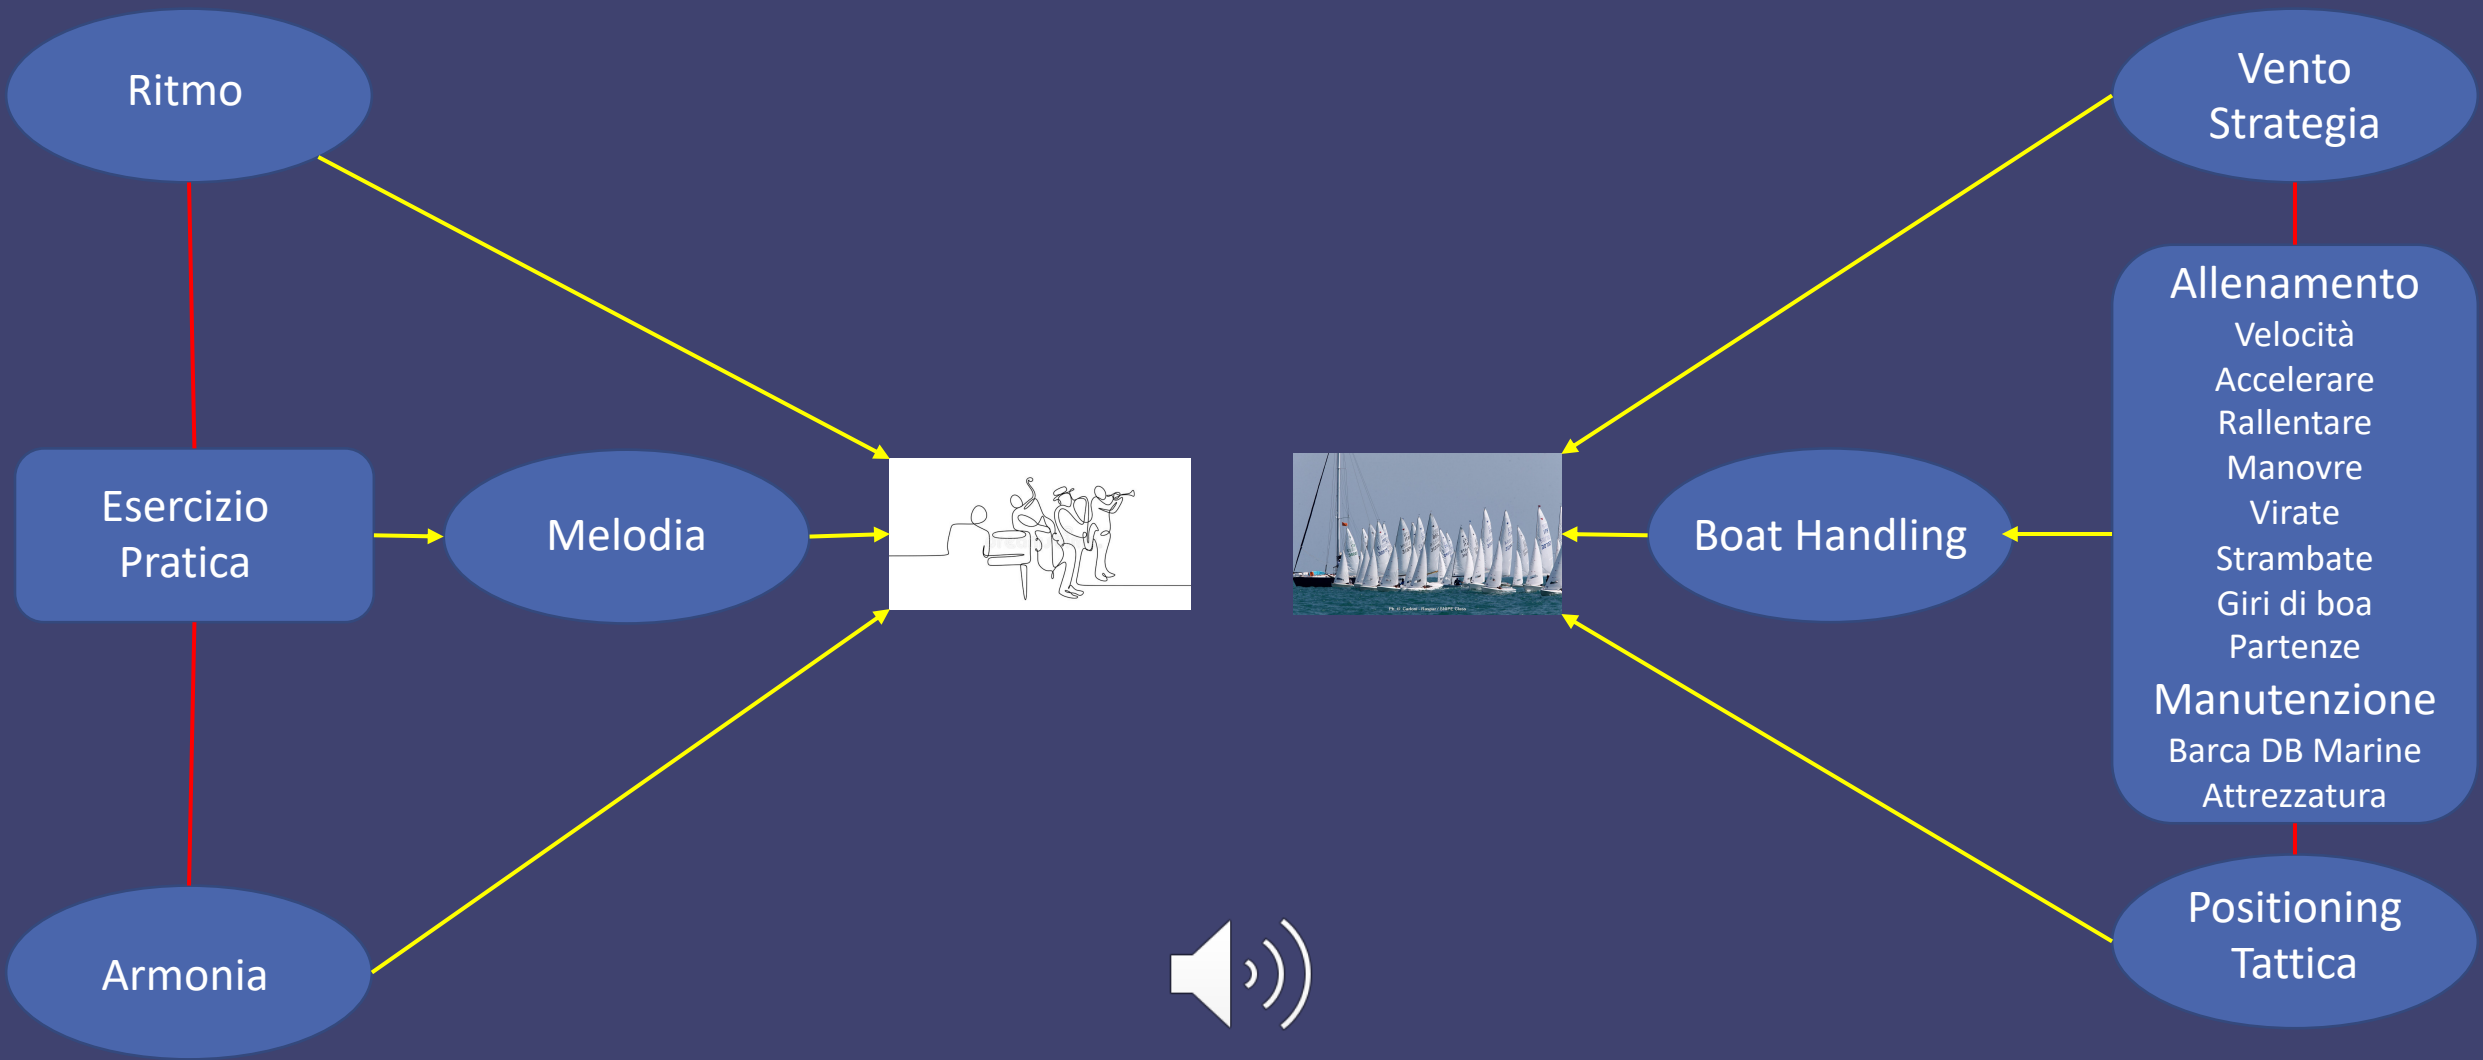 Ritmo
Esercizio
Pratica
Armonia
Melodia
Boat Handling
Vento
Strategia
Allenamento
Velocità
Accelerare
Rallentare
Manovre
Virate
Strambate
Giri di boa
Partenze
Manutenzione
Barca DB Marine
Attrezzatura
Positioning
Tattica